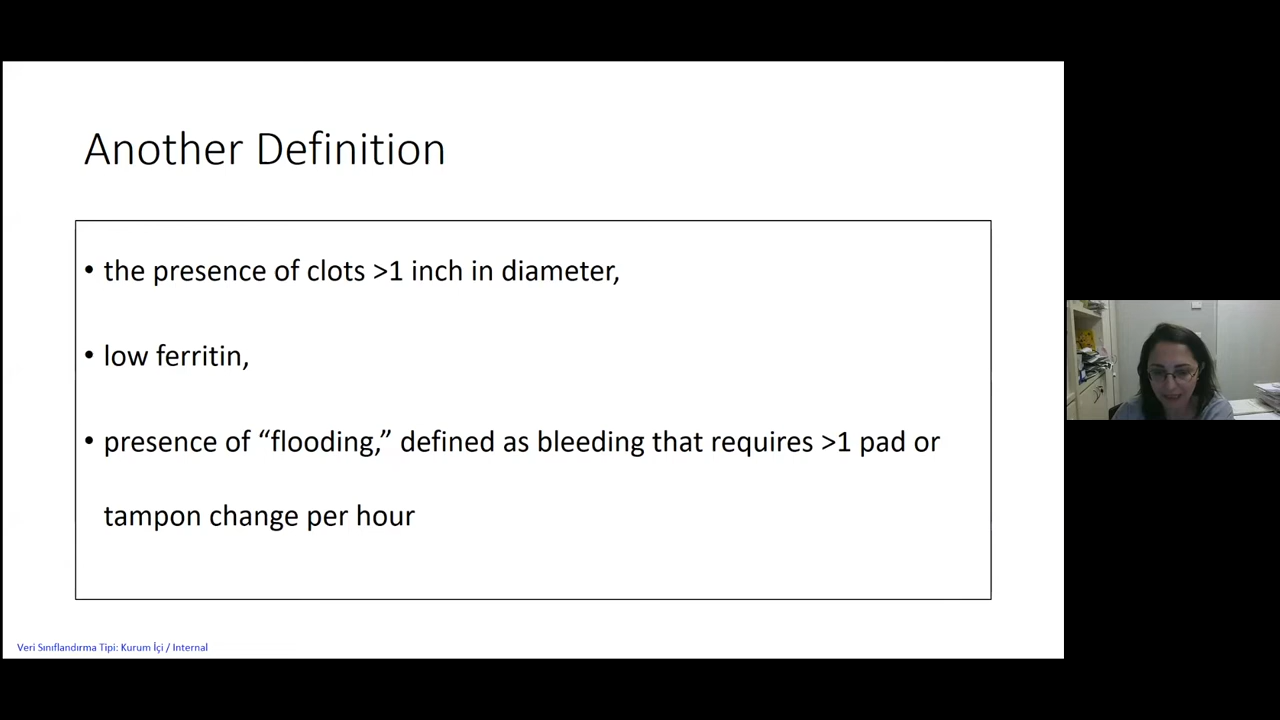 Another Definition
• the presence of clots >1 inch in diameter,
• low ferritin,
• presence of “flooding,” defined as bleeding that requires >1 pad or
tampon change per hour
Veri Sınıflandırma Tipi: Kurum İçi / Internal